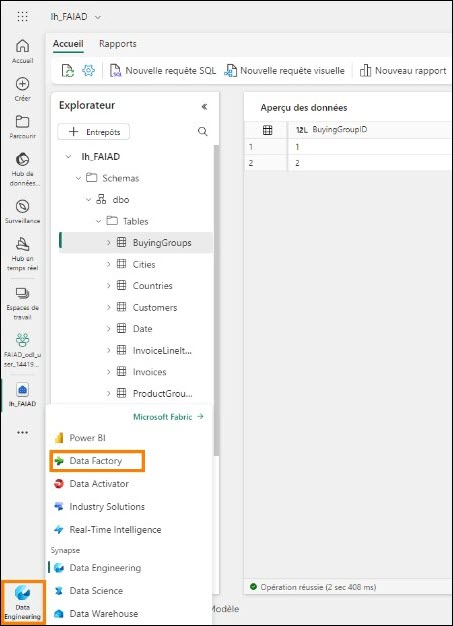 lh_FAIAD
Accueil
Créer
Parcourir
Hub de
données...
Surveillance
Hub en
temps réel
Espaces de
travail
FAIAD_odl_u
ser_14419...
lh_FAIAD
Data
Engineering
Accueil Rapports
Nouvelle requête SQL Nouvelle requête visuelle Nouveau rapport
Explorateur
+ Entrepôts
lh_FAIAD
Schemas
dbo
Tables
BuyingGroups
Cities
Countries
Customers
Date
InvoiceLineIt...
Invoices
ProductGrou...
Microsoft Fabric
Power BI
Data Factory
Data Activator
Industry Solutions
Real-Time Intelligence
Synapse
Data Engineering
Data Science
Data Warehouse
Aperçu des données
12L BuyingGroupID
1 1
2 2
Opération réussie (2 sec 408 ms)
Modèle